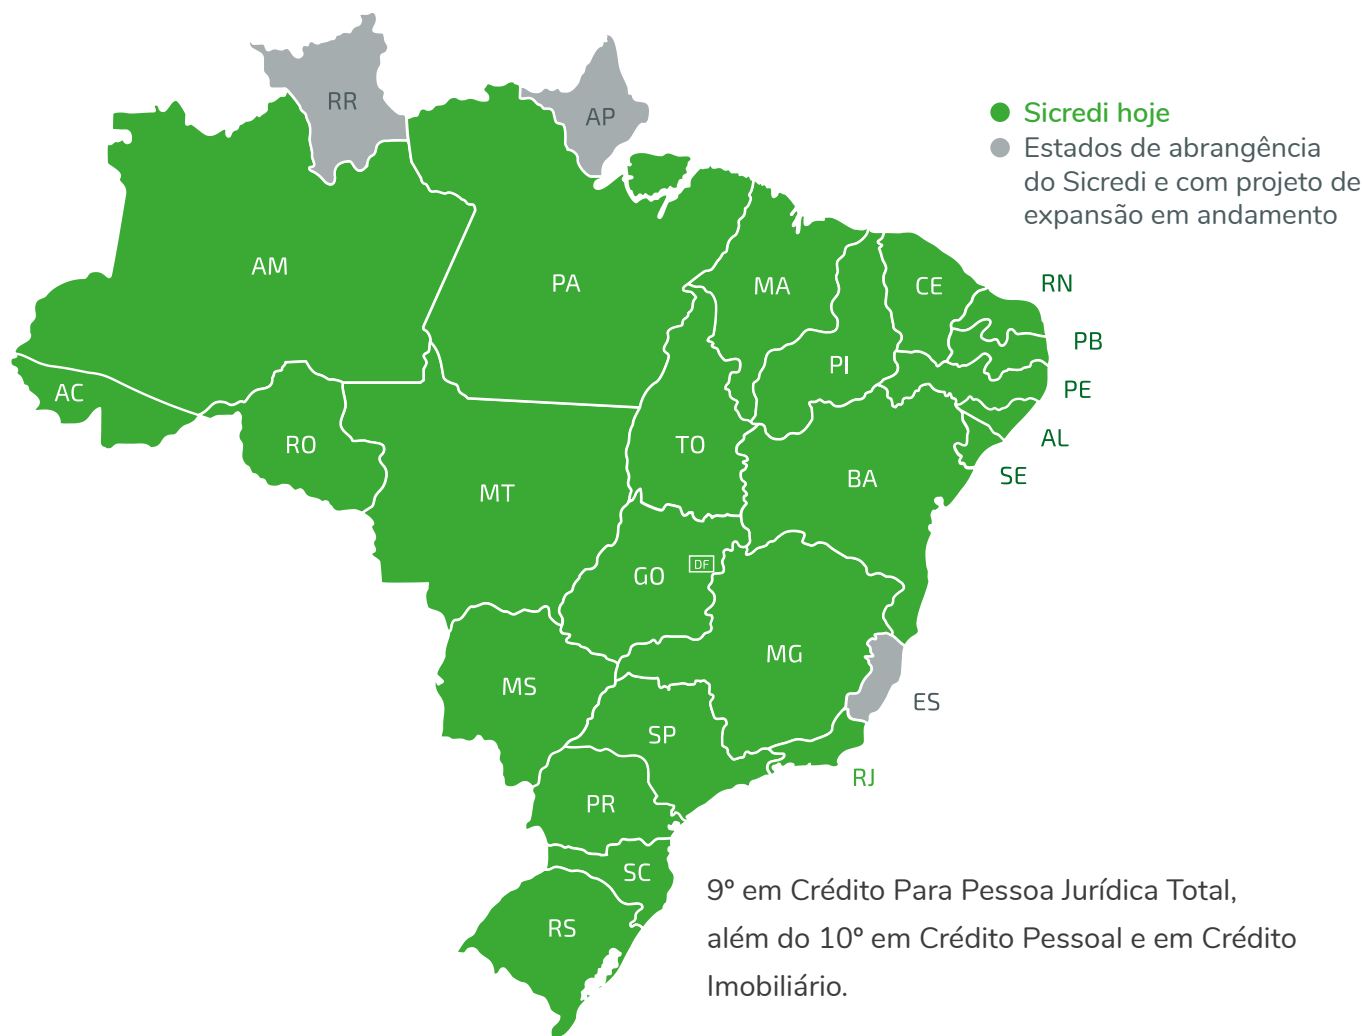 RR
AP
Sicredi hoje
Estados de abrangência
do Sicredi e com projeto de
expansão em andamento
AM
PA
MA
CE
RN
PB
PI
PE
AC
RO
TO
AL
MT
BA
SE
GO
DF
MG
MS
ES
SP
RJ
PR
SC
RS
9º em Crédito Para Pessoa Jurídica Total,
além do 10º em Crédito Pessoal e em Crédito
Imobiliário.